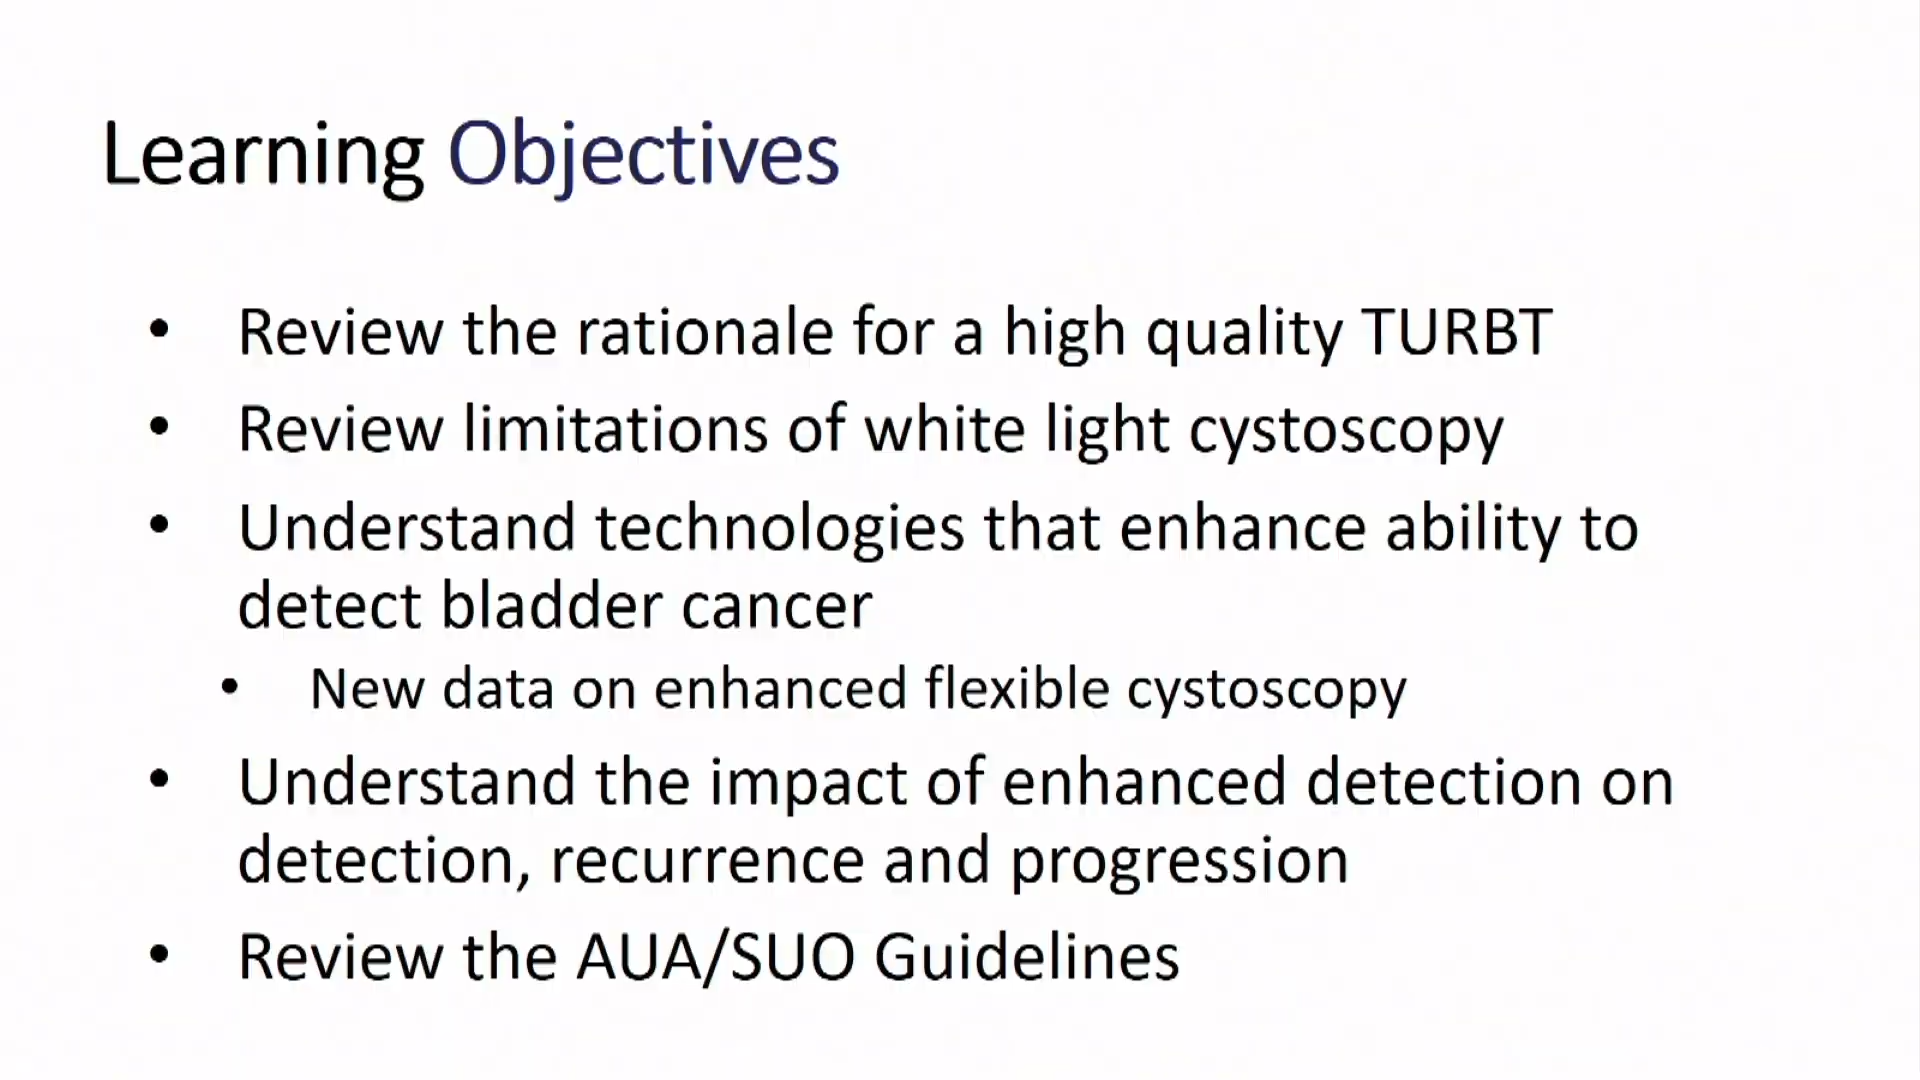 Learning Objectives
• Review the rationale for a high quality TURBT
• Review limitations of white light cystoscopy
• Understand technologies that enhance ability to
detect bladder cancer
• New data on enhanced flexible cystoscopy
• Understand the impact of enhanced detection on
detection, recurrence and progression
• Review the AUA/SUO Guidelines